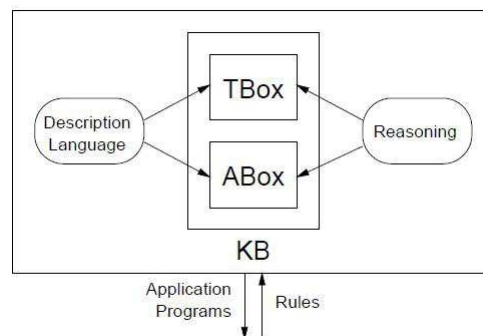 TBox
Description
Language
Reasoning
ABox
KB
Application
Programs
Rules